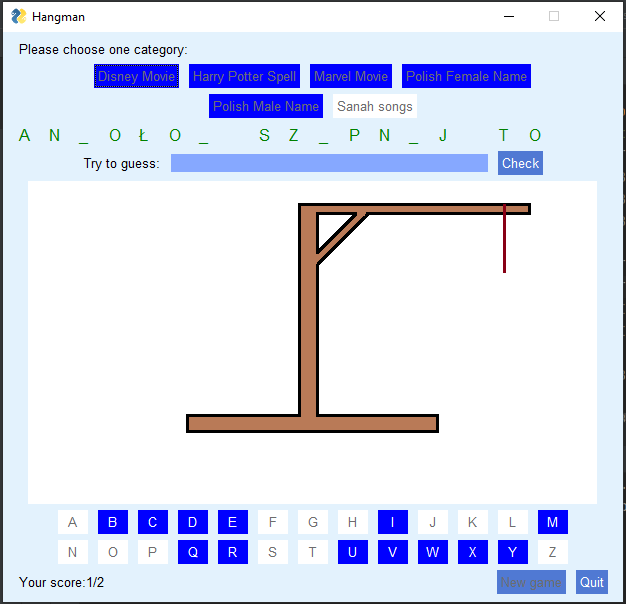 Hangman
Please choose one category:
Disney Movie Harry Potter Spell Marvel Movie Polish Female Name
Polish Male Name Sanah songs
A N _ O Ł O _ S Z _ P N _ J T O
Try to guess: Check
A B C D E F G H I J K L M
N O P Q R S T U V W X Y Z
Your score:1/2 New game Quit